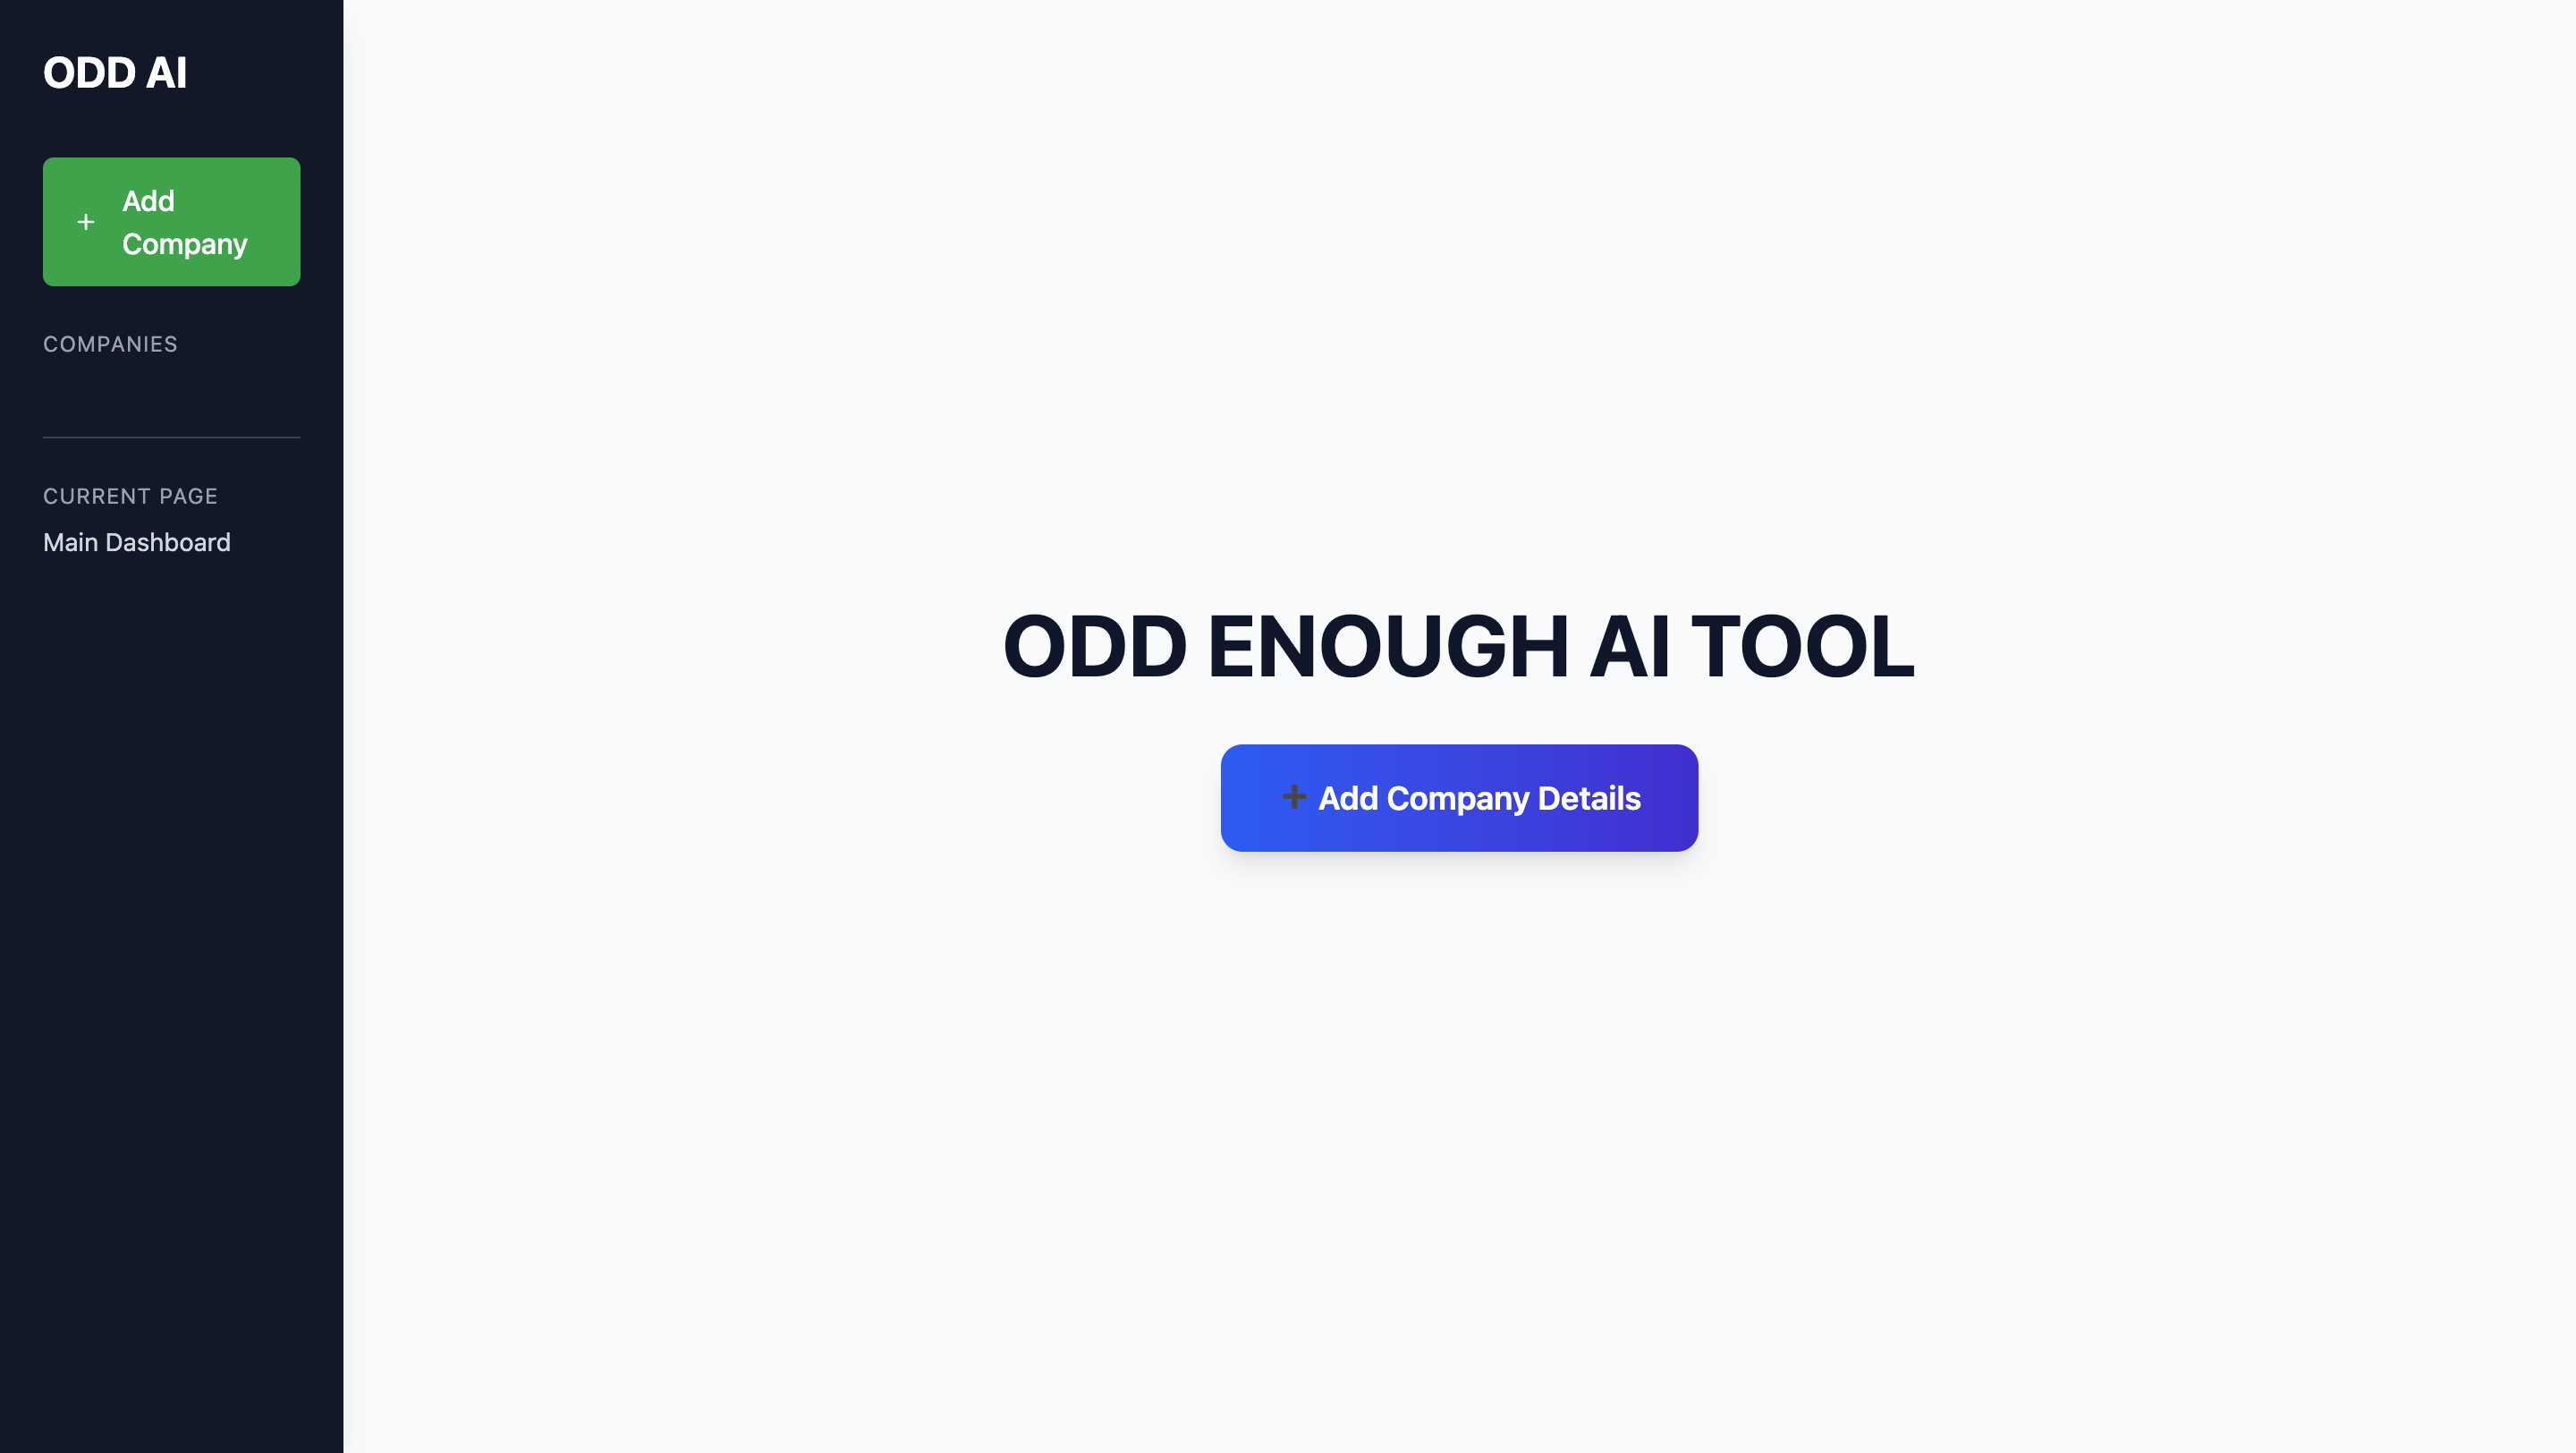 ODD AI
+ Add
Company
COMPANIES
CURRENT PAGE
Main Dashboard
ODD ENOUGH AI TOOL
➕ Add Company Details